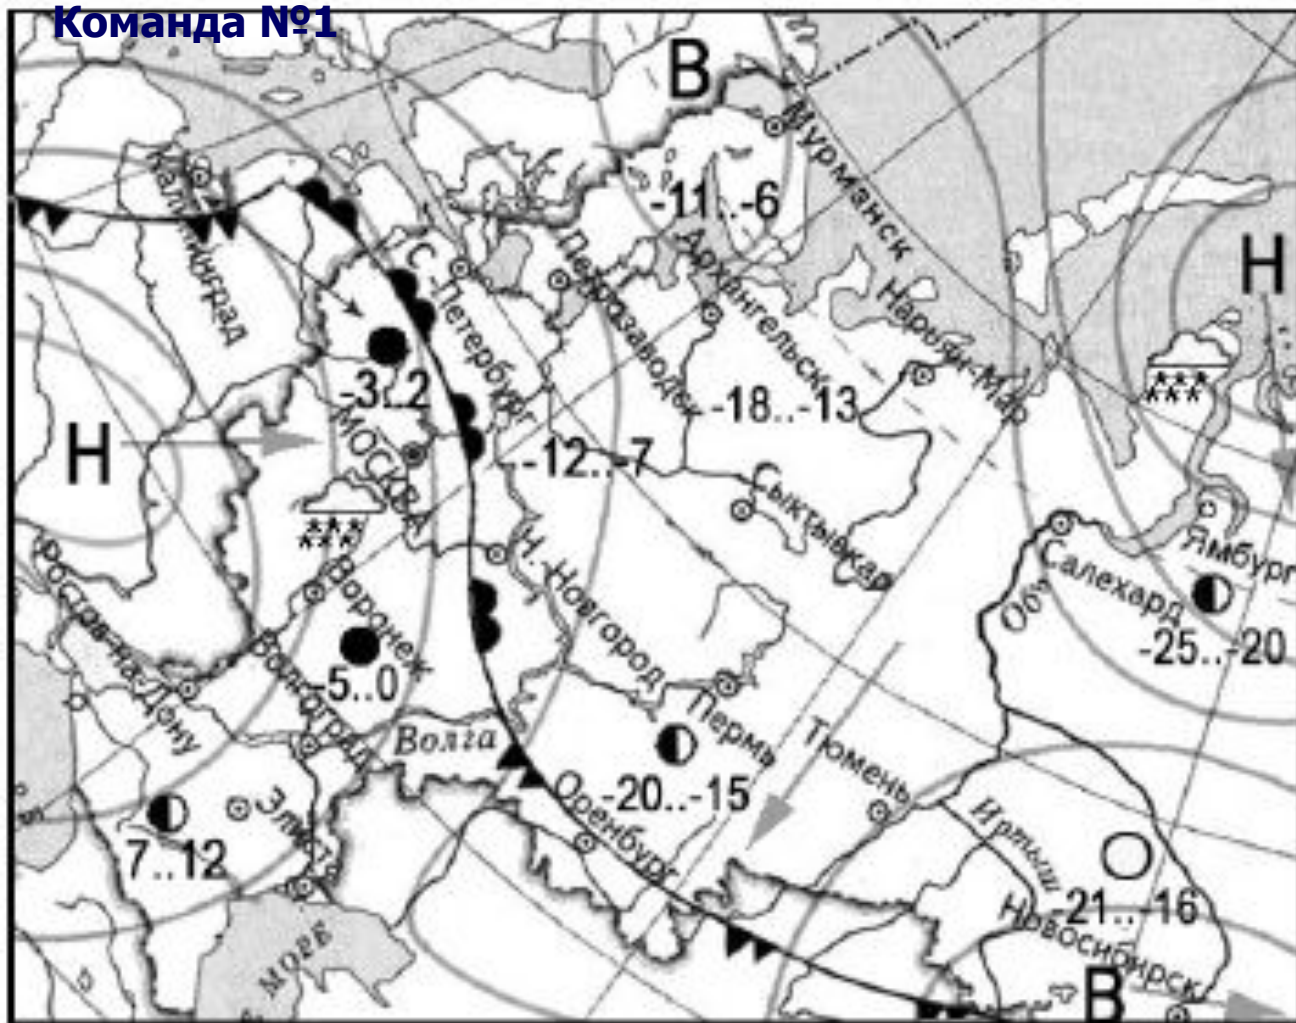 Команда №1
В
Мурманск
Калининград
-11..-6
Н
С.-Петербург
Петрозаводск
Архангельск
Нарьян-Мар
-3..2
-18..-13
МОСКВА
Н
-12..-7
Сыктывкар
Ямбург
Салехард
Обь
Ростов-на-Дону
Воронеж
Н.-Новгород
-25..-20
Волгоград
-5..0
Волга
Пермь
Тюмень
Оренбург
-20..-15
Иртыш
Элиста
7..12
-21..-16
Новосибирск
МОРЕ
В